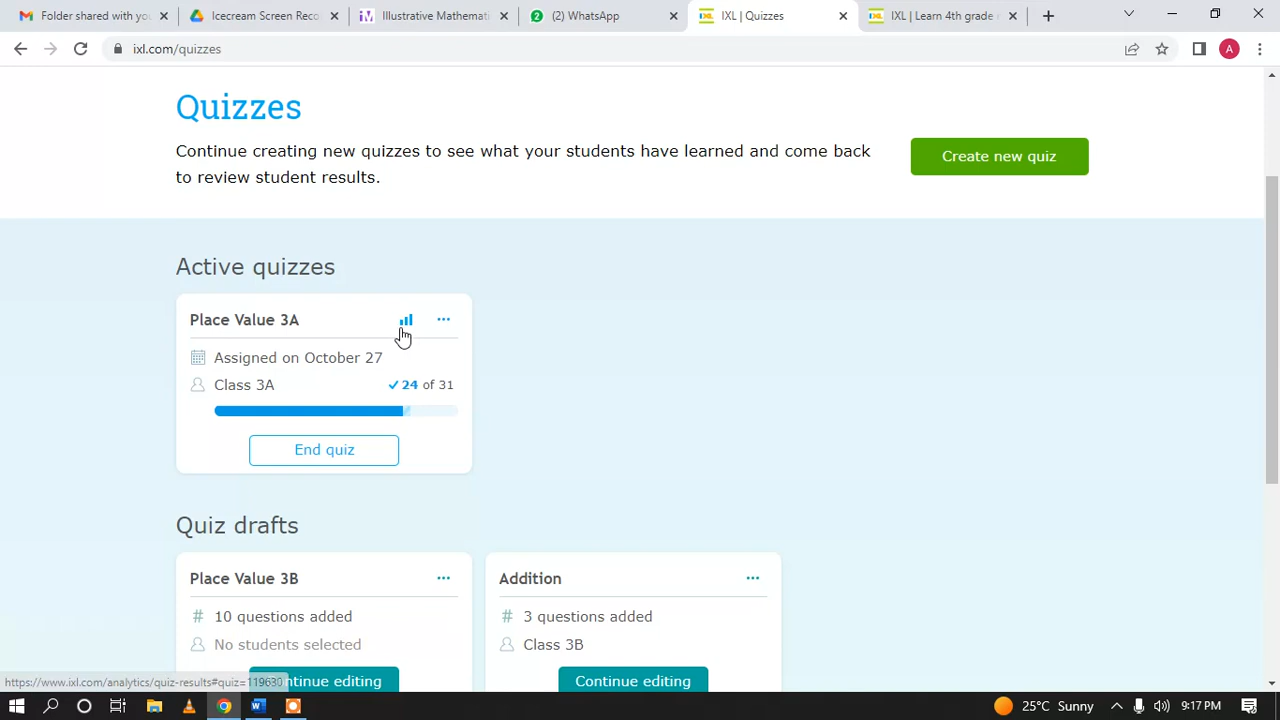 Folder shared with you
Icecream Screen Reco
Illustrative Mathemati
(2) WhatsApp
IXL | Quizzes
IXL | Learn 4th grade
ixl.com/quizzes
A
Quizzes
Continue creating new quizzes to see what your students have learned and come back
to review student results.
Create new quiz
Active quizzes
Place Value 3A
Assigned on October 27
Class 3A
24 of 31
End quiz
Quiz drafts
Place Value 3B
Addition
# 10 questions added
# 3 questions added
No students selected
Class 3B
ntinue editing
Continue editing
https://www.ixl.com/analytics/quiz-results#quiz=119630
25°C Sunny
9:17 PM